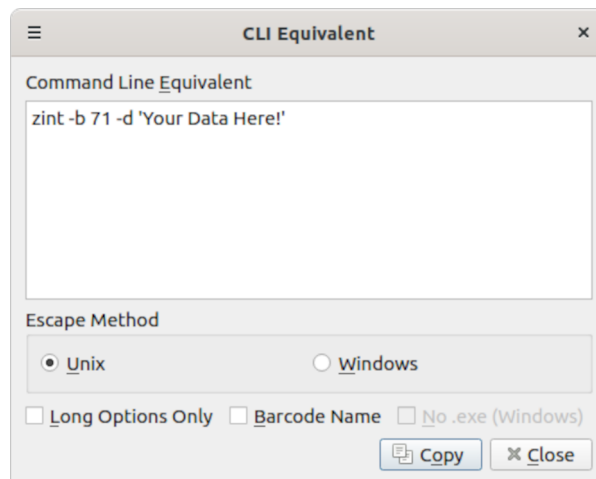 CLI Equivalent
Command Line Equivalent
zint -b 71 -d 'Your Data Here!'
Escape Method
Unix Windows
Long Options Only Barcode Name No .exe (Windows)
Copy Close